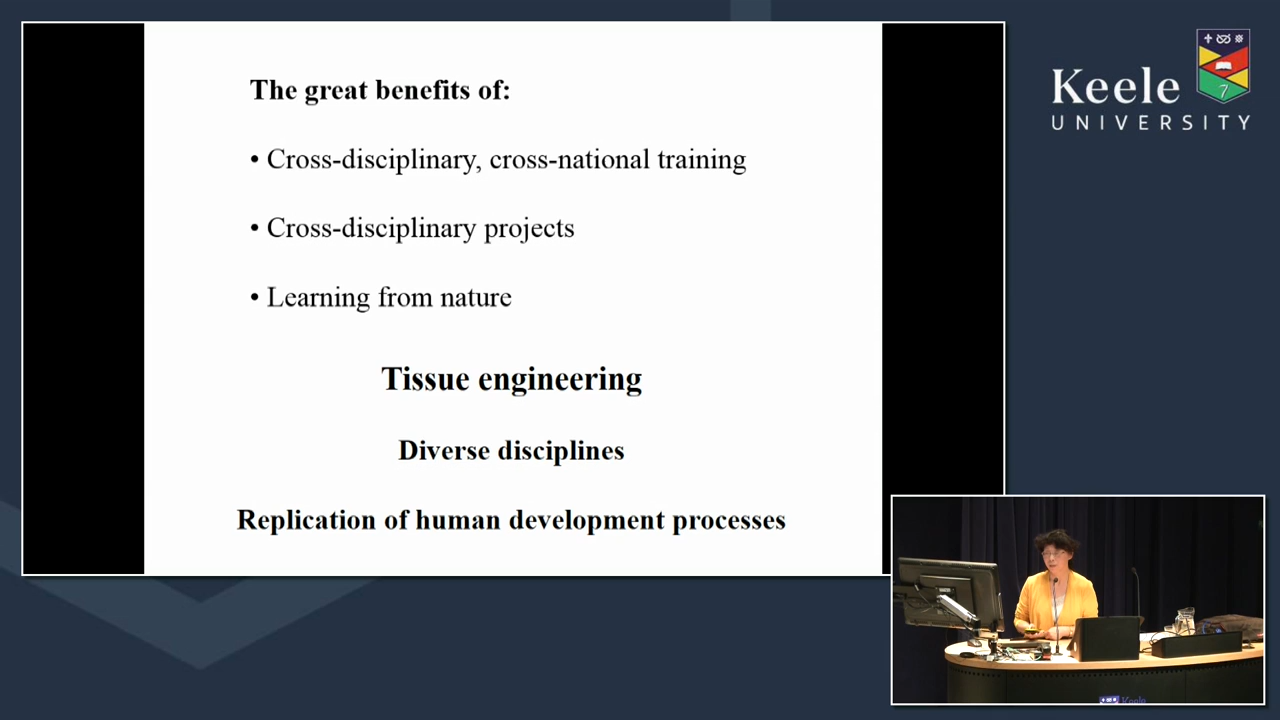 The great benefits of:
• Cross-disciplinary, cross-national training
• Cross-disciplinary projects
• Learning from nature
Tissue engineering
Diverse disciplines
Replication of human development processes
Keele
UNIVERSITY
Keele